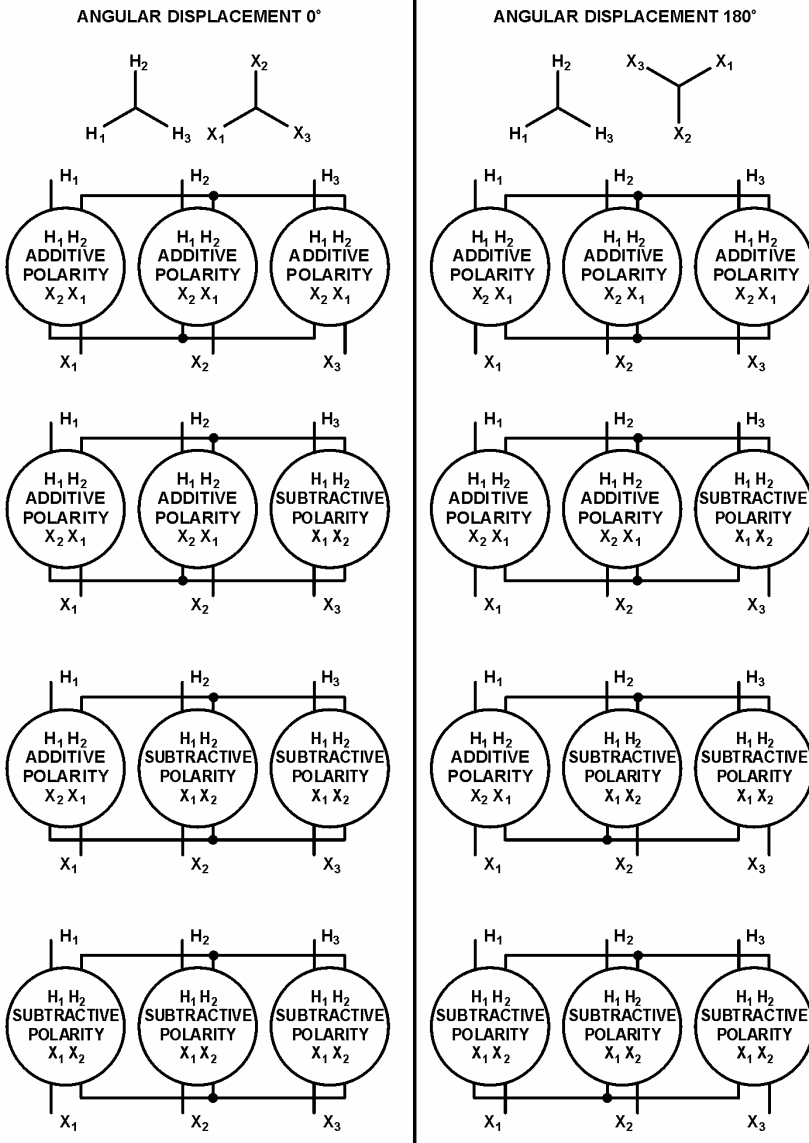 ANGULAR DISPLACEMENT 0°
H₂
H₁ H₃
X₂
X₁ X₃
H₁ H₂ H₃
H₁ H₂ H₁ H₂ H₁ H₂
ADDITIVE ADDITIVE ADDITIVE
POLARITY POLARITY POLARITY
X₂ X₁ X₂ X₁ X₂ X₁
X₁ X₂ X₃
H₁ H₂ H₃
H₁ H₂ H₁ H₂ H₁ H₂
ADDITIVE ADDITIVE SUBTRACTIVE
POLARITY POLARITY POLARITY
X₂ X₁ X₂ X₁ X₁ X₂
X₁ X₂ X₃
H₁ H₂ H₃
H₁ H₂ H₁ H₂ H₁ H₂
ADDITIVE SUBTRACTIVE SUBTRACTIVE
POLARITY POLARITY POLARITY
X₂ X₁ X₁ X₂ X₁ X₂
X₁ X₂ X₃
H₁ H₂ H₃
H₁ H₂ H₁ H₂ H₁ H₂
SUBTRACTIVE SUBTRACTIVE SUBTRACTIVE
POLARITY POLARITY POLARITY
X₁ X₂ X₁ X₂ X₁ X₂
X₁ X₂ X₃
ANGULAR DISPLACEMENT 180°
H₂
H₁ H₃
X₃ X₁
X₂
H₁ H₂ H₃
H₁ H₂ H₁ H₂ H₁ H₂
ADDITIVE ADDITIVE ADDITIVE
POLARITY POLARITY POLARITY
X₂ X₁ X₂ X₁ X₂ X₁
X₁ X₂ X₃
H₁ H₂ H₃
H₁ H₂ H₁ H₂ H₁ H₂
ADDITIVE ADDITIVE SUBTRACTIVE
POLARITY POLARITY POLARITY
X₂ X₁ X₂ X₁ X₁ X₂
X₁ X₂ X₃
H₁ H₂ H₃
H₁ H₂ H₁ H₂ H₁ H₂
ADDITIVE SUBTRACTIVE SUBTRACTIVE
POLARITY POLARITY POLARITY
X₂ X₁ X₁ X₂ X₁ X₂
X₁ X₂ X₃
H₁ H₂ H₃
H₁ H₂ H₁ H₂ H₁ H₂
SUBTRACTIVE SUBTRACTIVE SUBTRACTIVE
POLARITY POLARITY POLARITY
X₁ X₂ X₁ X₂ X₁ X₂
X₁ X₂ X₃